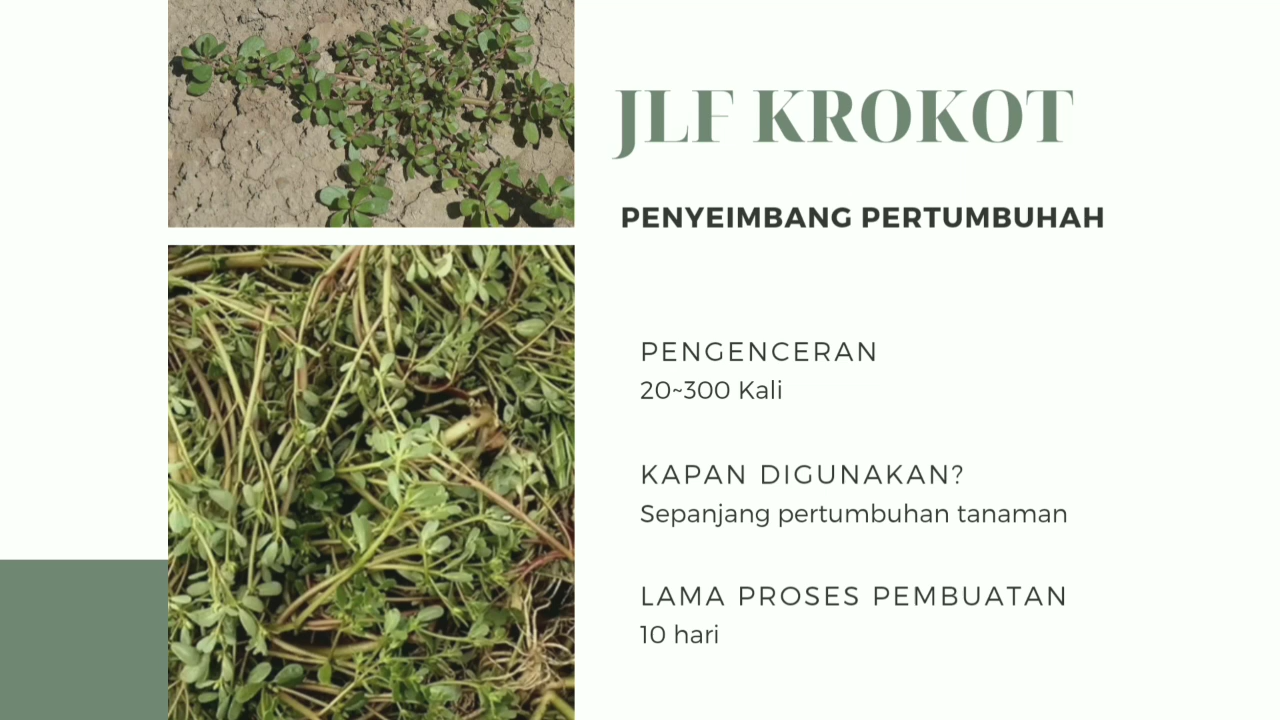 JLF KROKOT
PENYEIMBANG PERTUMBUHAH
PENGENCERAN
20~300 Kali
KAPAN DIGUNAKAN?
Sepanjang pertumbuhan tanaman
LAMA PROSES PEMBUATAN
10 hari